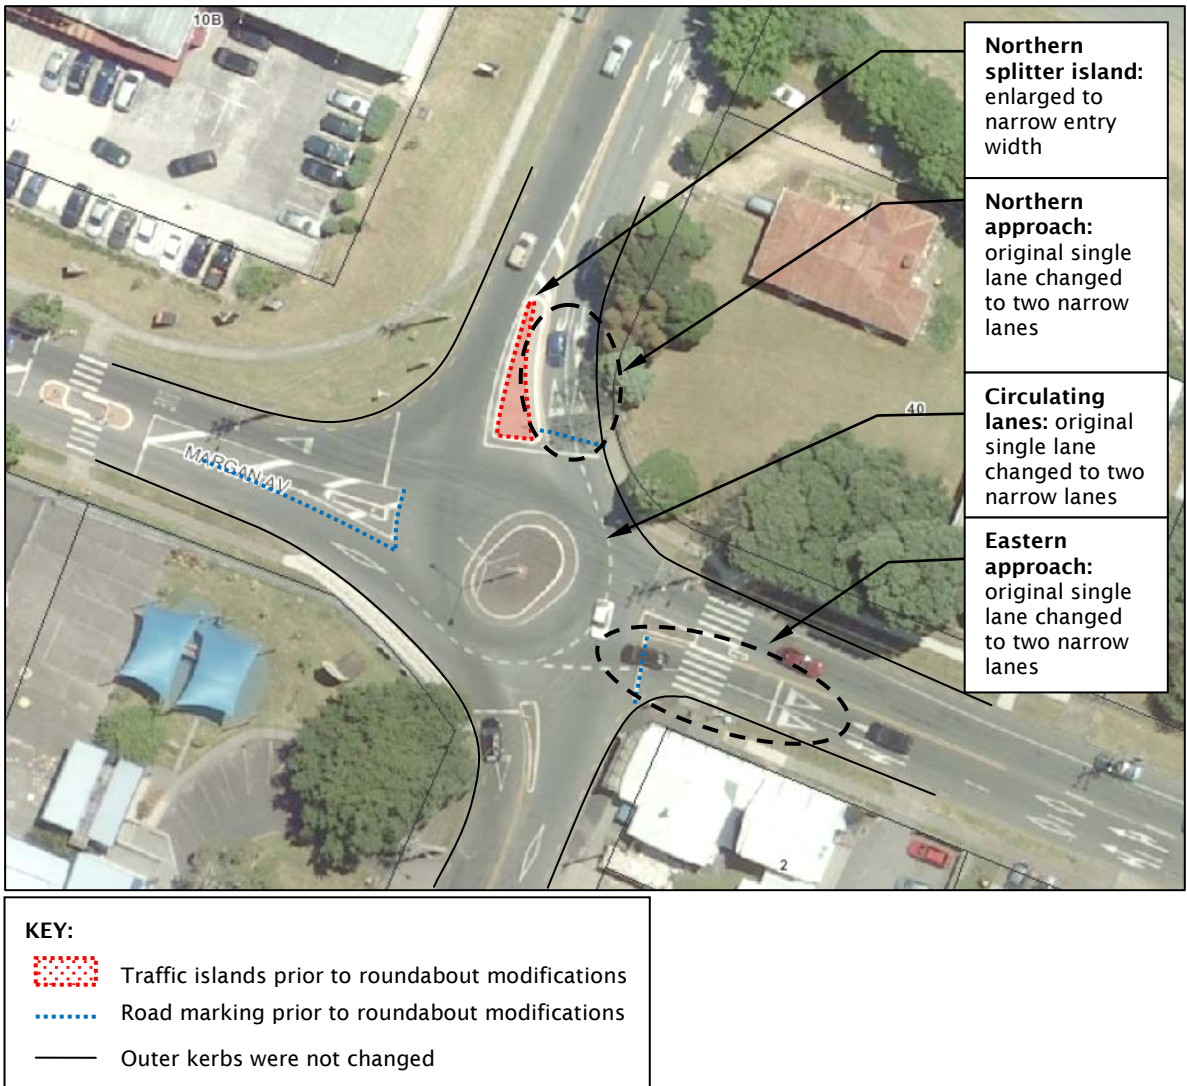 10B
Northern
splitter island:
enlarged to
narrow entry
width
Northern
approach:
original single
lane changed
to two narrow
lanes
Circulating
lanes: original
single lane
changed to two
narrow lanes
Eastern
approach:
original single
lane changed
to two narrow
lanes
40
MARGAN AV
2
KEY:
Traffic islands prior to roundabout modifications
Road marking prior to roundabout modifications
Outer kerbs were not changed